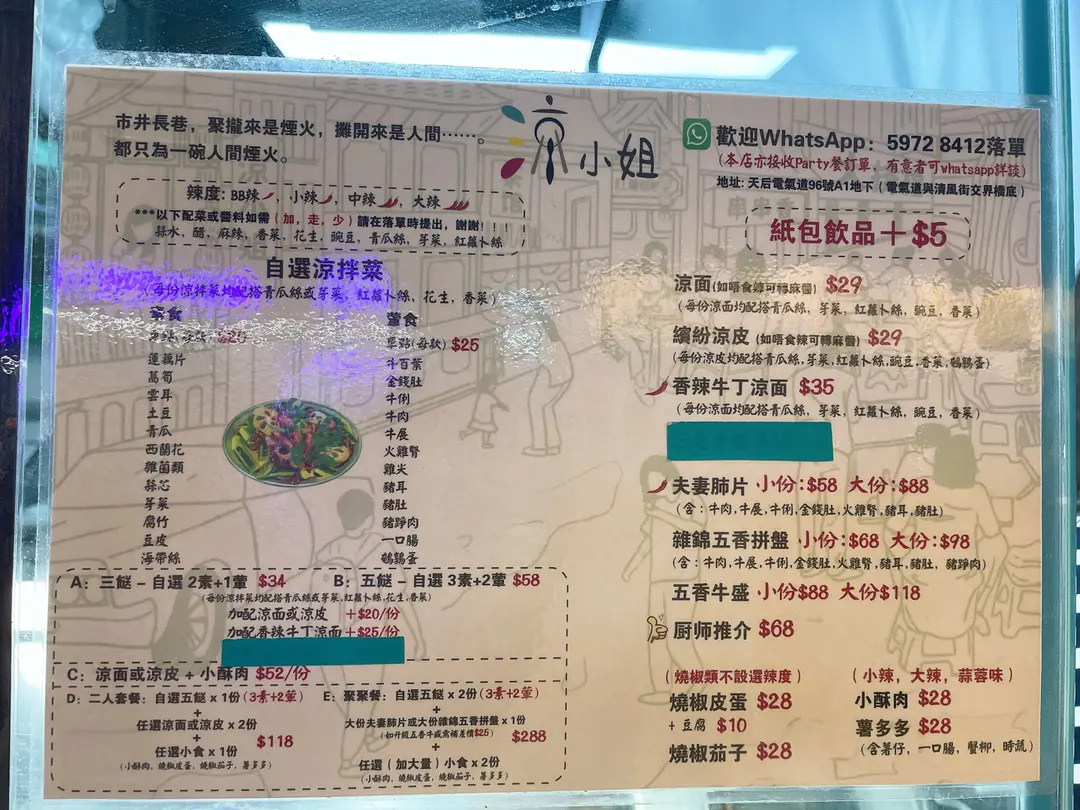 市井長巷，聚攏來是煙火，攤開來是人間……。
都只為一碗人間煙火。
涼小姐
歡迎WhatsApp：5972 8412落單
（本店亦接收Party餐訂單，有意者可whatsapp詳談）
地址: 天后電氣道96號A1地下（電氣道與清風街交界橋底）
辣度: BB辣，小辣，中辣，大辣
***以下配菜或醬料如需（加，走，少）請在落單時提出，謝謝！！！
蒜水，醋，麻辣，香菜，花生，豌豆，青瓜絲，芽菜，紅蘿卜絲
紙包飲品＋$5
自選涼拌菜
（每份涼拌菜均配搭青瓜絲或芽菜，紅蘿卜絲，花生，香菜）
素食
$20
蓮藕片
萵筍
雲耳
土豆
青瓜
西蘭花
雜菌類
蒜芯
芽菜
腐竹
豆皮
海帶絲
葷食
單點(每款) $25
牛百葉
金錢肚
牛俐
牛肉
牛展
火雞腎
雞尖
豬耳
豬肚
豬踭肉
一口腸
鵪鶉蛋
A：三餸 – 自選 2素+1葷 $34
B：五餸 – 自選 3素+2葷 $58
（每份涼拌菜均配搭青瓜絲或芽菜,紅蘿卜絲,花生,香菜）
加配涼面或涼皮 ＋$20/份
加配香辣牛丁涼面＋$25/份
C：涼面或涼皮 + 小酥肉 $52/份
D：二人套餐：自選五餸 x 1份（3素+2葷）
+
任選涼面或涼皮 x 2份
+
任選小食 x 1份
$118
（小酥肉，燒椒皮蛋，燒椒茄子，薯多多）
E：聚聚餐：自選五餸 x 2份（3素+2葷）
+
大份夫妻肺片或大份雜錦五香拼盤 x 1份
（如升級五香牛盛需補差價$25）
$288
+
任選（加大量）小食 x 2份
（小酥肉，燒椒皮蛋，燒椒茄子，薯多多）
涼面(如唔食辣可轉麻醬) $29
（每份涼面均配搭青瓜絲，芽菜，紅蘿卜絲，豌豆，香菜）
繽紛涼皮 (如唔食辣可轉麻醬) $29
（每份涼皮均配搭青瓜絲,芽菜,紅蘿卜絲,豌豆,香菜,鵪鶉蛋）
香辣牛丁涼面 $35
（每份涼面均配搭青瓜絲，芽菜，紅蘿卜絲，豌豆，香菜）
夫妻肺片 小份:$58 大份:$88
（含：牛肉,牛展,牛俐,金錢肚,火雞腎,豬耳,豬肚）
雜錦五香拼盤 小份:$68 大份:$98
（含：牛肉,牛展,牛俐,金錢肚,火雞腎,豬耳,豬肚，豬踭肉）
五香牛盛 小份$88 大份$118
厨师推介 $68
（燒椒類不設選辣度）
燒椒皮蛋 $28
+ 豆腐 $10
燒椒茄子 $28
（小辣，大辣，蒜蓉味）
小酥肉 $28
薯多多 $28
（含薯仔，一口腸，蟹柳，時蔬）